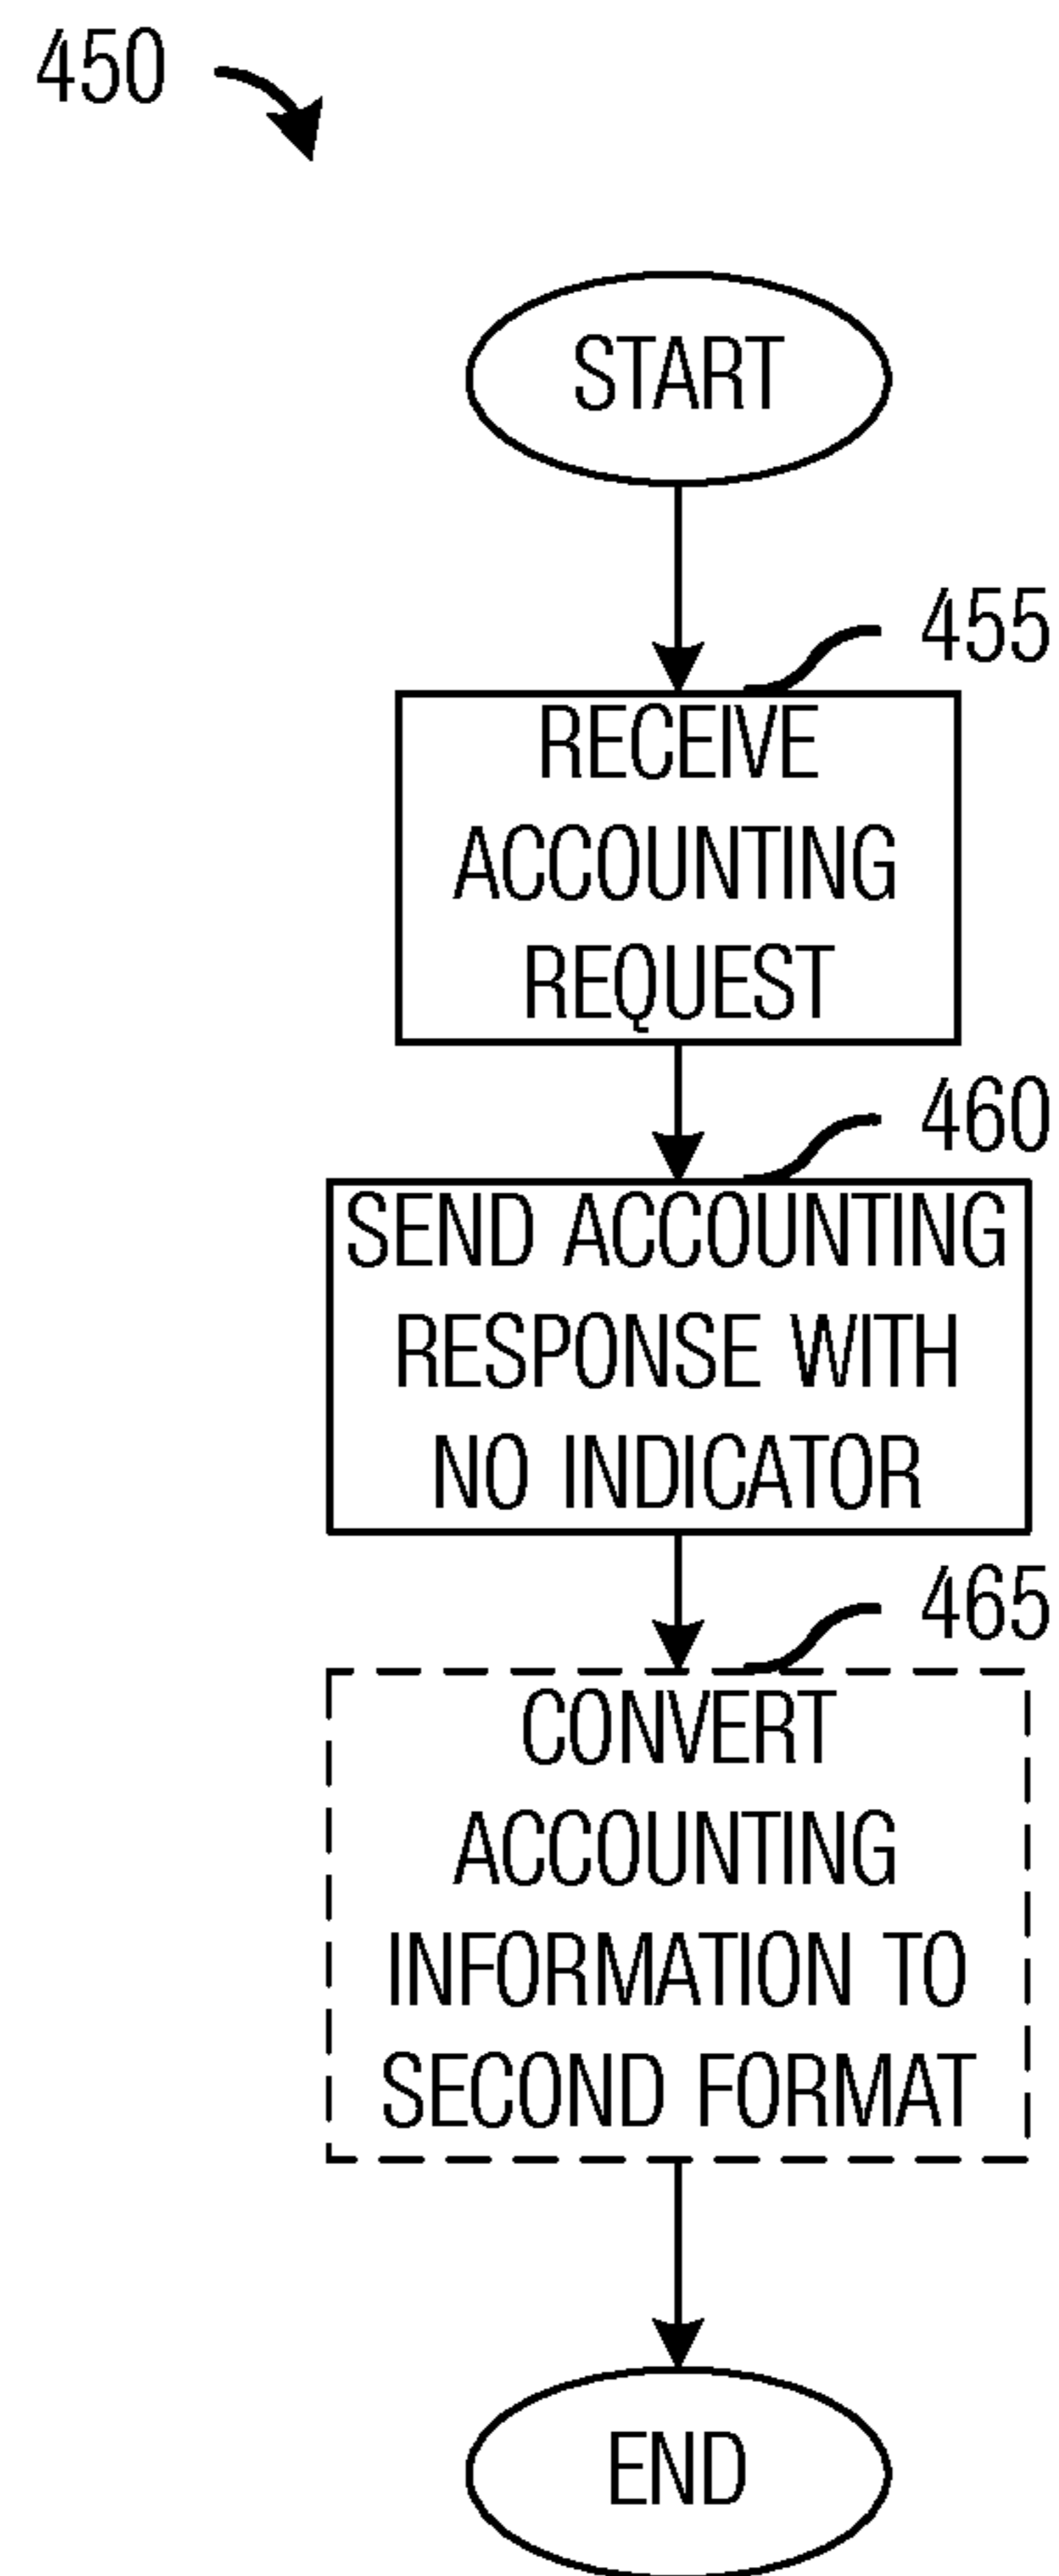 450
START
455
RECEIVE
ACCOUNTING
REQUEST
460
SEND ACCOUNTING
RESPONSE WITH
NO INDICATOR
465
CONVERT
ACCOUNTING
INFORMATION TO
SECOND FORMAT
END